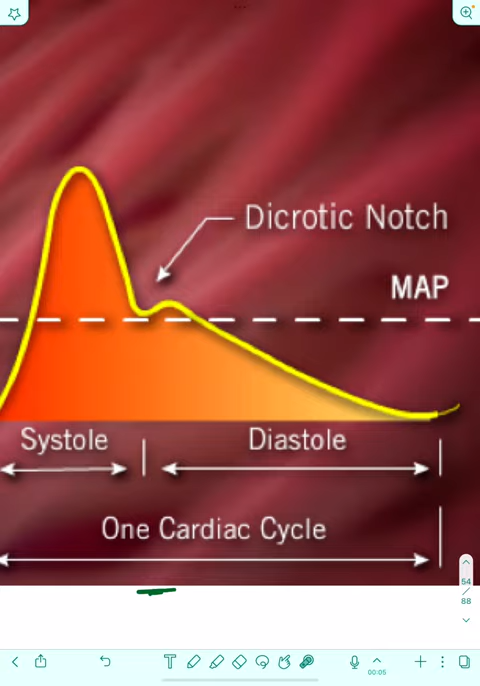 Dicrotic Notch
MAP
Systole
Diastole
One Cardiac Cycle
54
/
88
T
00:05